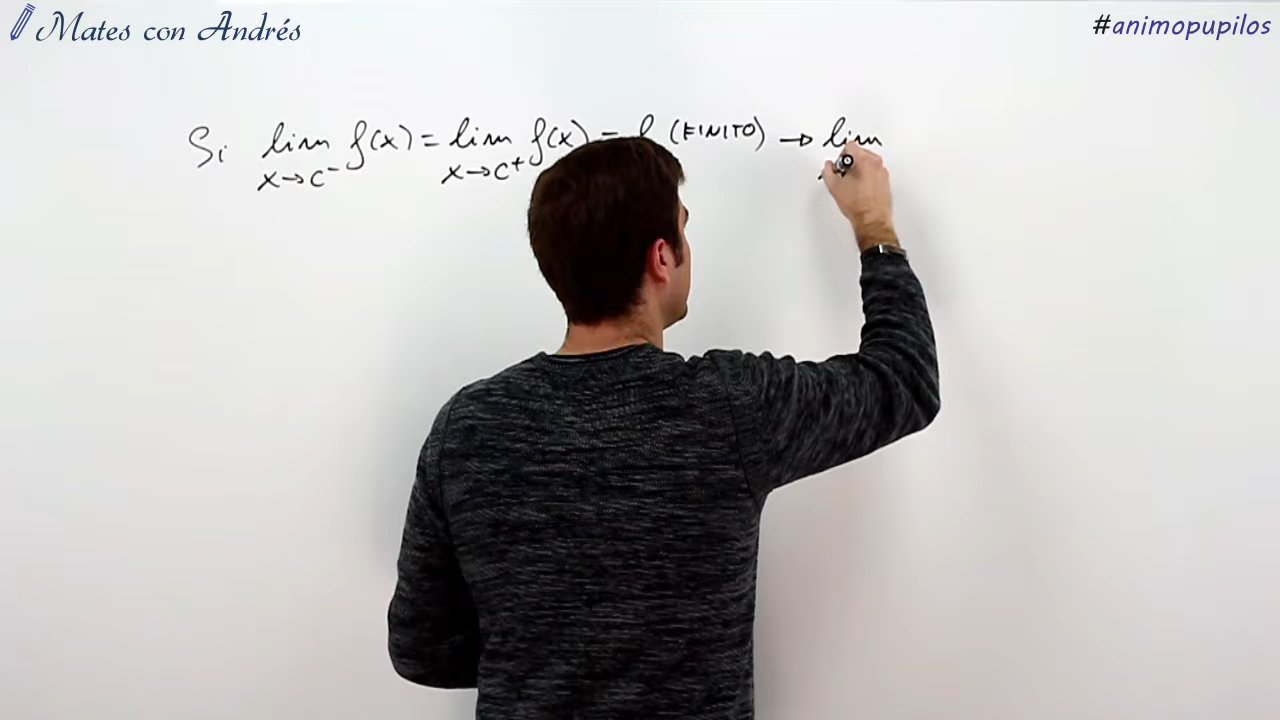 Mates con Andrés
#animopupilos
Si lim f(x) = lim f(x) = l (FINITO) → lim
x→c⁻ x→c⁺